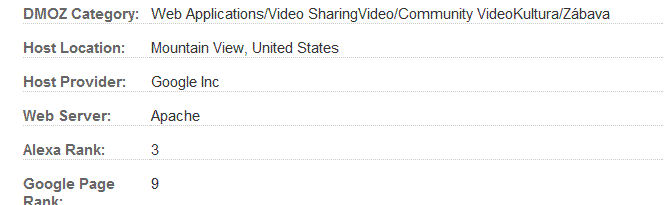 DMOZ Category: Web Applications/Video SharingVideo/Community VideoKultura/Zábava
Host Location: Mountain View, United States
Host Provider: Google Inc
Web Server: Apache
Alexa Rank: 3
Google Page 9
Rank: